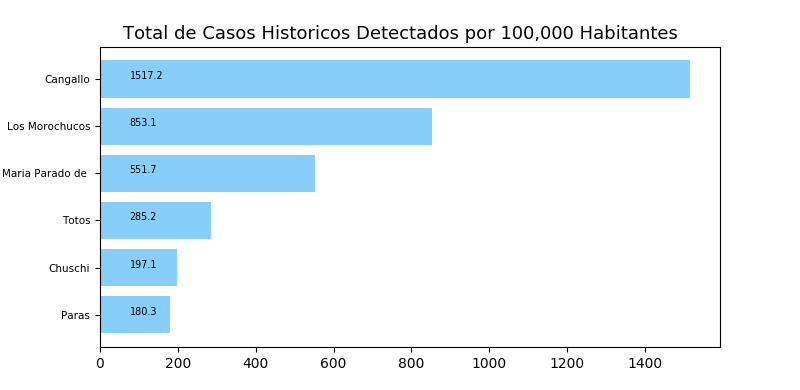 Total de Casos Historicos Detectados por 100,000 Habitantes
Cangallo 1517.2
Los Morochucos 853.1
Maria Parado de 551.7
Totos 285.2
Chuschi 197.1
Paras 180.3
0 200 400 600 800 1000 1200 1400